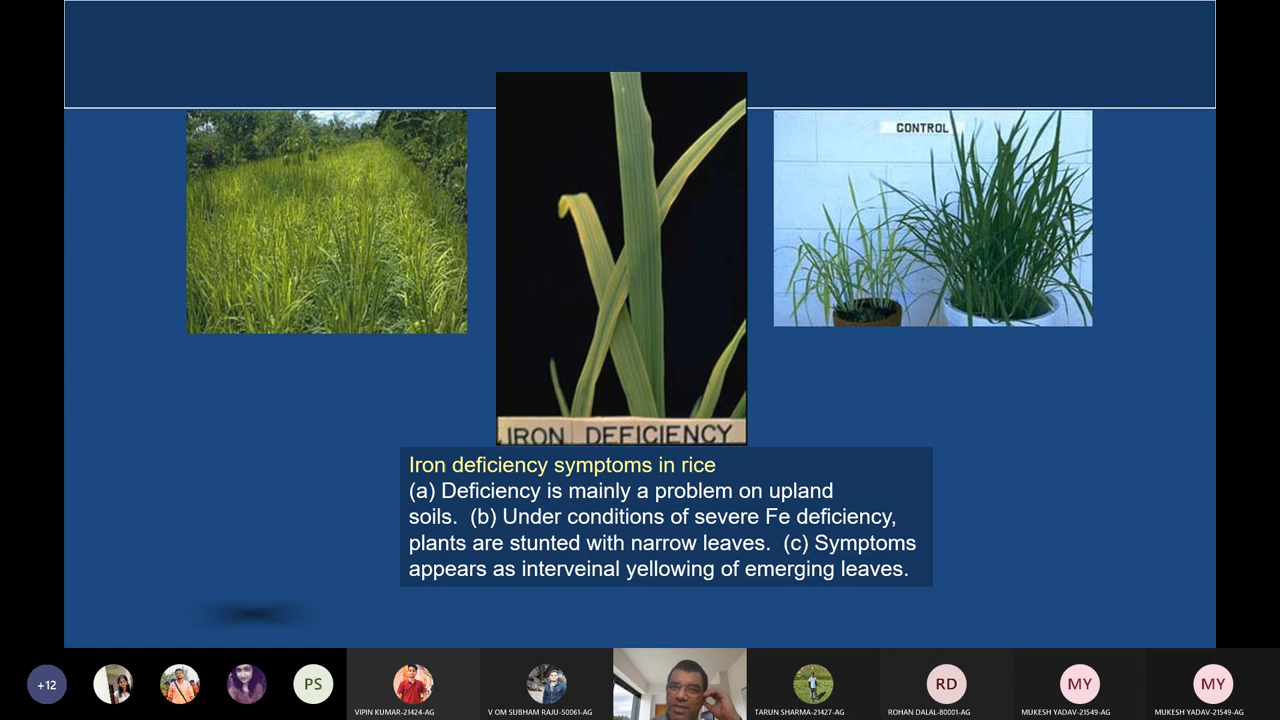 CONTROL
IRON DEFICIENCY
Iron deficiency symptoms in rice
(a) Deficiency is mainly a problem on upland
soils.  (b) Under conditions of severe Fe deficiency,
plants are stunted with narrow leaves.  (c) Symptoms
appears as interveinal yellowing of emerging leaves.
+12
PS
RD
MY
MY
VIPIN KUMAR-21424-AG
V OM SUBHAM RAJU-50061-AG
TARUN SHARMA-21427-AG
ROHAN DALAL-80001-AG
MUKESH YADAV-21549-AG
MUKESH YADAV-21549-AG